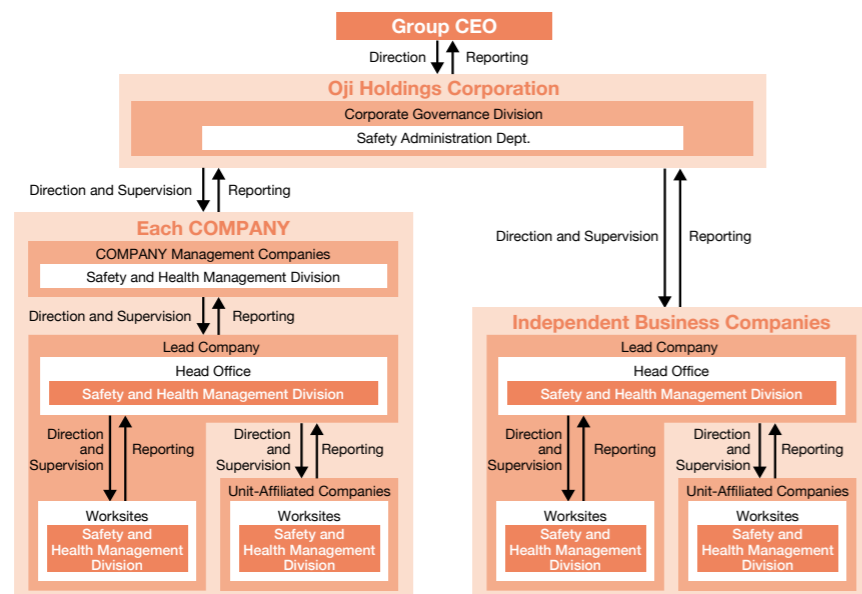 Group CEO
Direction
Reporting
Oji Holdings Corporation
Corporate Governance Division
Safety Administration Dept.
Direction and Supervision
Reporting
Direction and Supervision
Reporting
Each COMPANY
COMPANY Management Companies
Safety and Health Management Division
Direction and Supervision
Reporting
Lead Company
Head Office
Safety and Health Management Division
Direction
and
Supervision
Reporting
Direction
and
Supervision
Reporting
Unit-Affiliated Companies
Worksites
Safety and
Health Management
Division
Worksites
Safety and
Health Management
Division
Independent Business Companies
Lead Company
Head Office
Safety and Health Management Division
Direction
and
Supervision
Reporting
Direction
and
Supervision
Reporting
Unit-Affiliated Companies
Worksites
Safety and
Health Management
Division
Worksites
Safety and
Health Management
Division